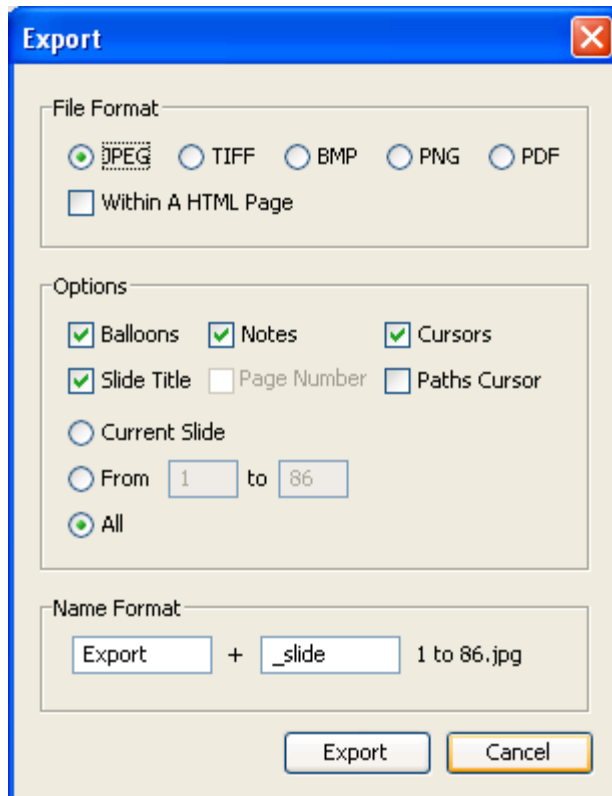 Export
File Format
JPEG TIFF BMP PNG PDF
Within A HTML Page
Options
Balloons Notes Cursors
Slide Title Page Number Paths Cursor
Current Slide
From 1 to 86
All
Name Format
Export + _slide 1 to 86.jpg
Export Cancel